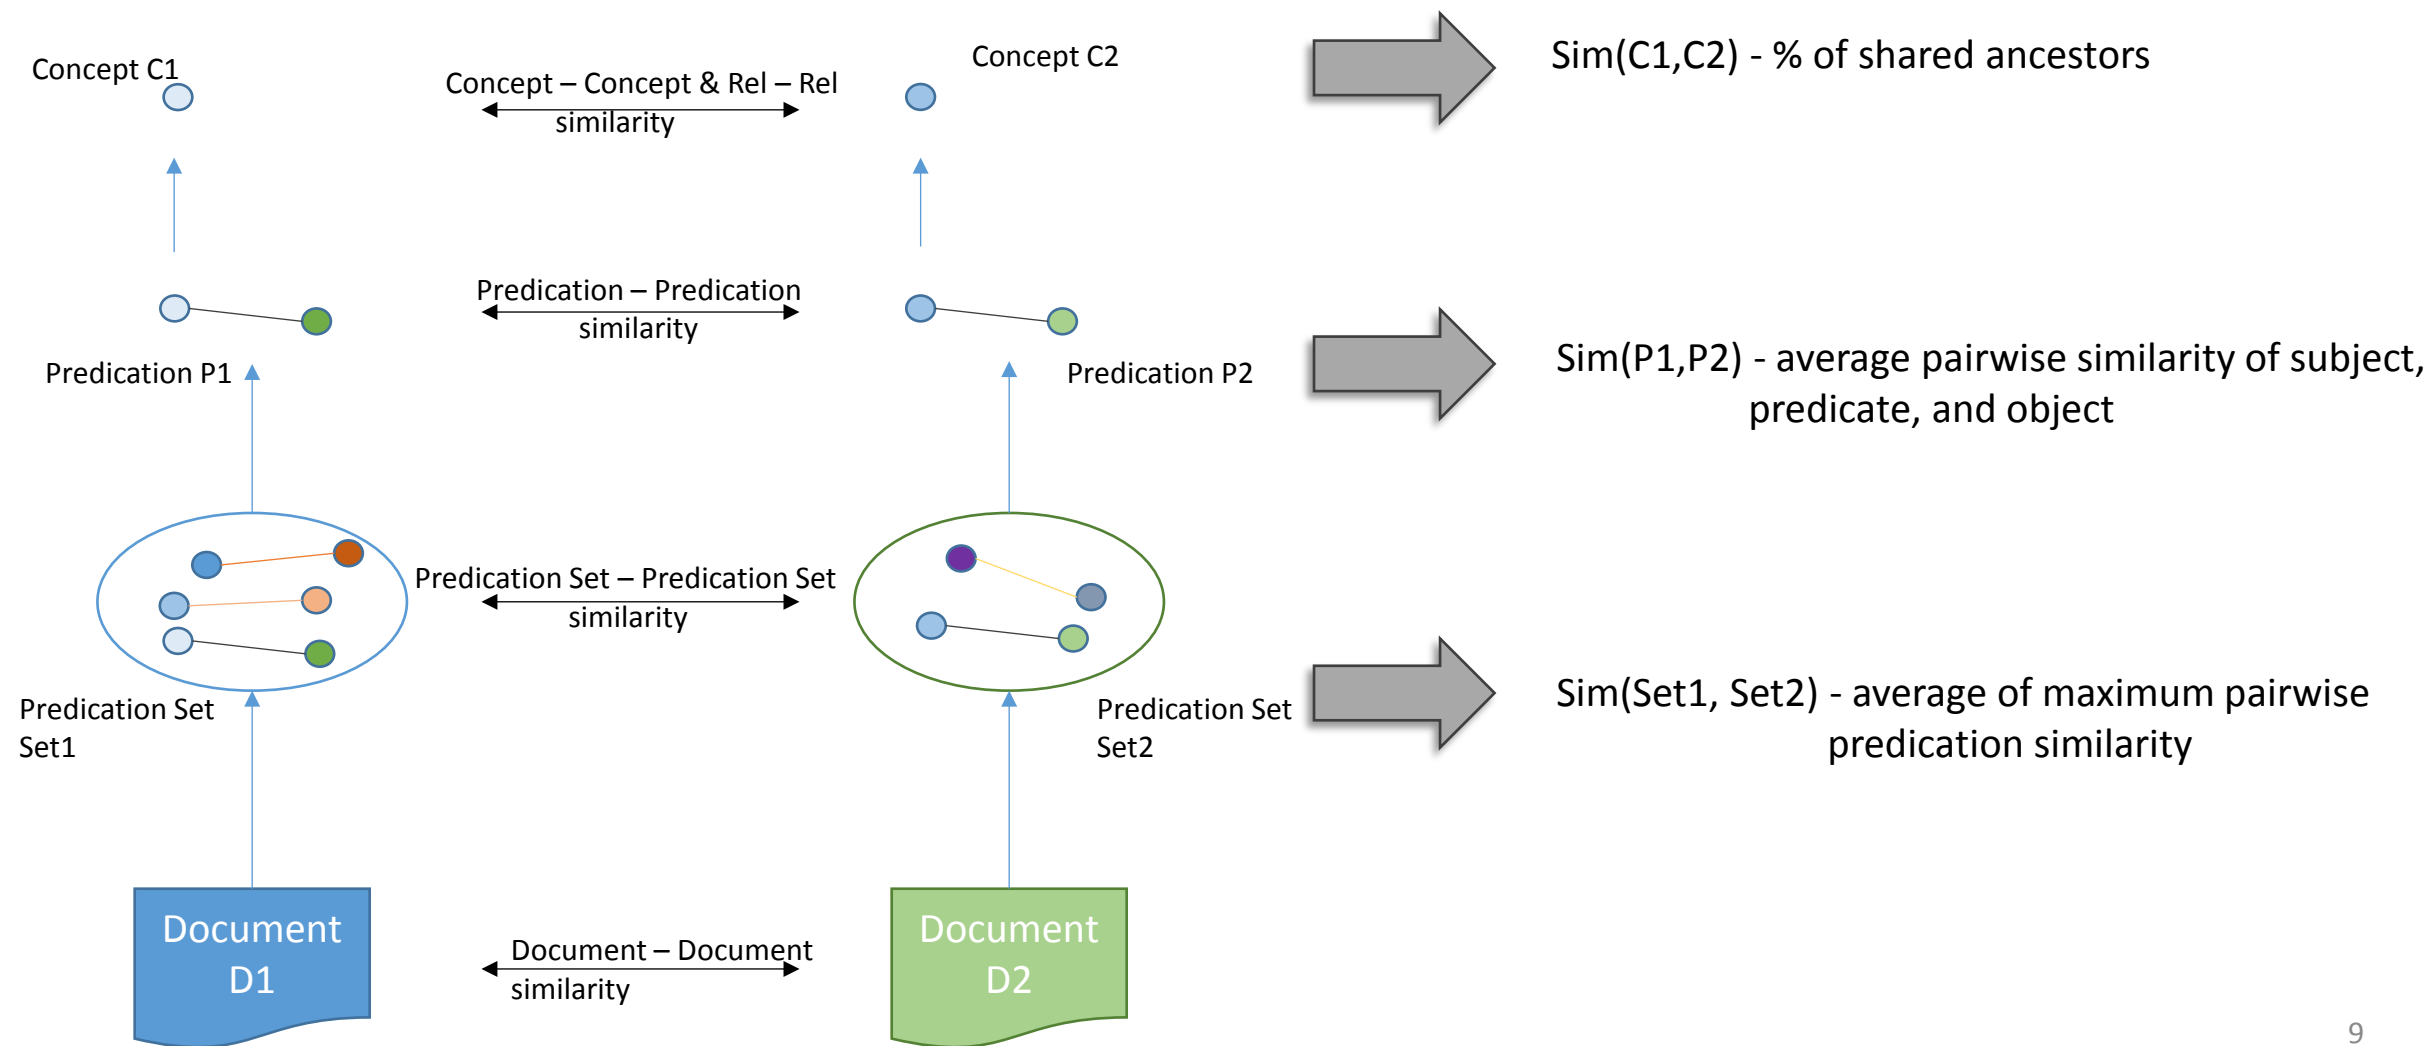 Concept C1
Concept – Concept & Rel – Rel
similarity
Concept C2
Sim(C1,C2) - % of shared ancestors
Predication – Predication
similarity
Predication P1
Predication P2
Sim(P1,P2) - average pairwise similarity of subject,
predicate, and object
Predication Set – Predication Set
similarity
Predication Set
Set1
Predication Set
Set2
Sim(Set1, Set2) - average of maximum pairwise
predication similarity
Document
D1
Document – Document
similarity
Document
D2
9